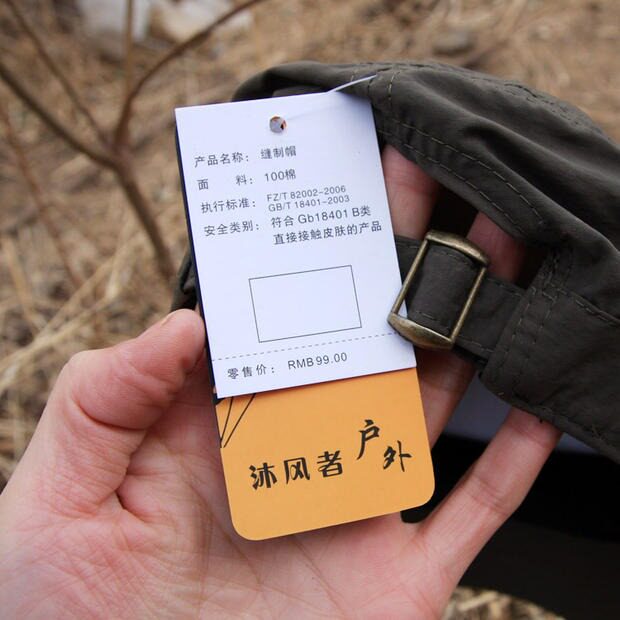 产品名称： 缝制帽
面 料： 100棉
执行标准： FZ/T 82002-2006
GB/T 18401-2003
安全类别： 符合 Gb18401 B类
直接接触皮肤的产品
零售价： RMB99.00
沐风者 户外